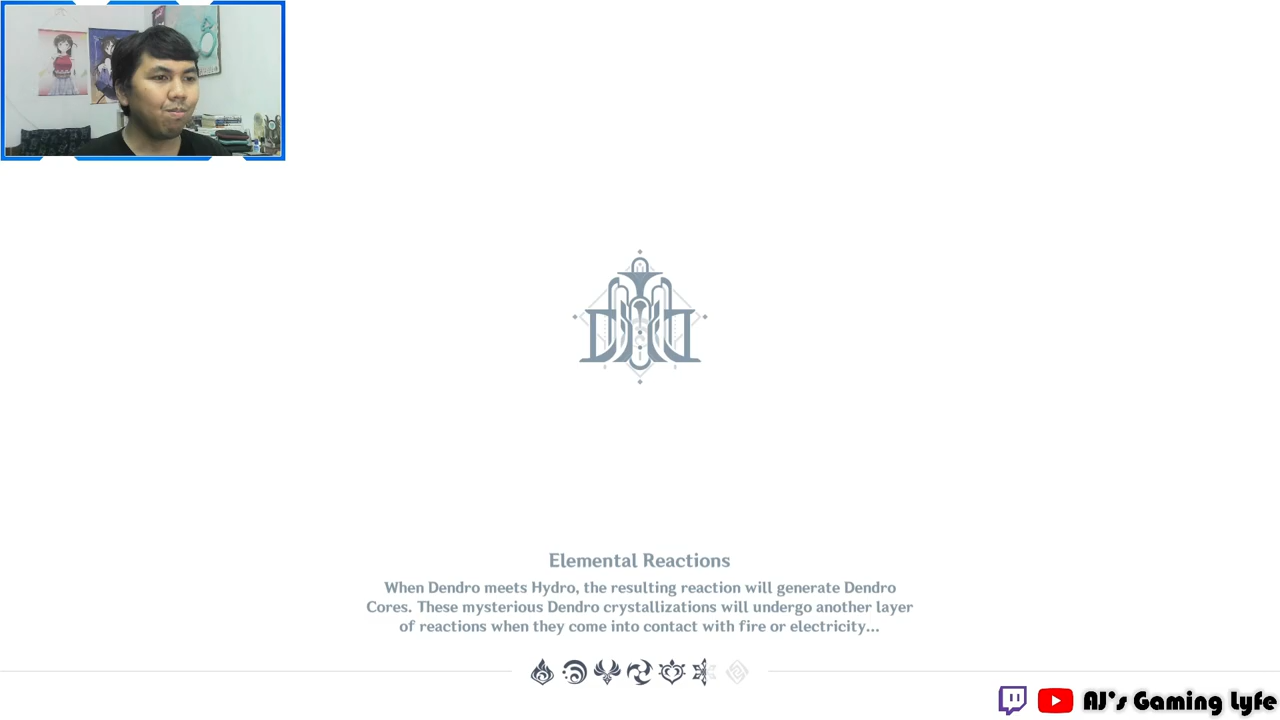 Elemental Reactions
When Dendro meets Hydro, the resulting reaction will generate Dendro
Cores. These mysterious Dendro crystallizations will undergo another layer
of reactions when they come into contact with fire or electricity...
AJ's Gaming Lyfe